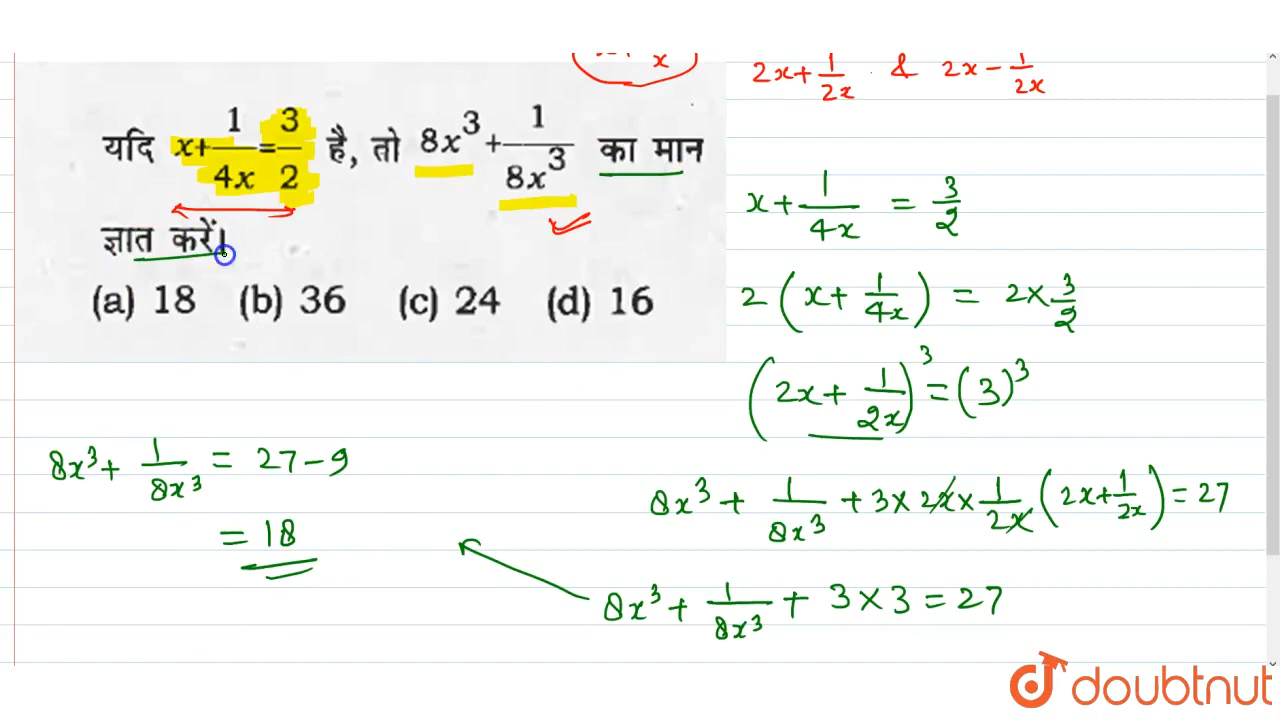 2x + 1/2x & 2x - 1/2x
यदि x+1/4x=3/2 है, तो 8x³+1/8x³ का मान
ज्ञात करें।
(a) 18 (b) 36 (c) 24 (d) 16
x + 1/4x = 3/2
2 (x + 1/4x) = 2 × 3/2
(2x + 1/2x)³ = (3)³
8x³ + 1/8x³ + 3 × 2x × 1/2x (2x + 1/2x) = 27
8x³ + 1/8x³ + 3 × 3 = 27
8x³ + 1/8x³ = 27 - 9
= 18
doubtnut